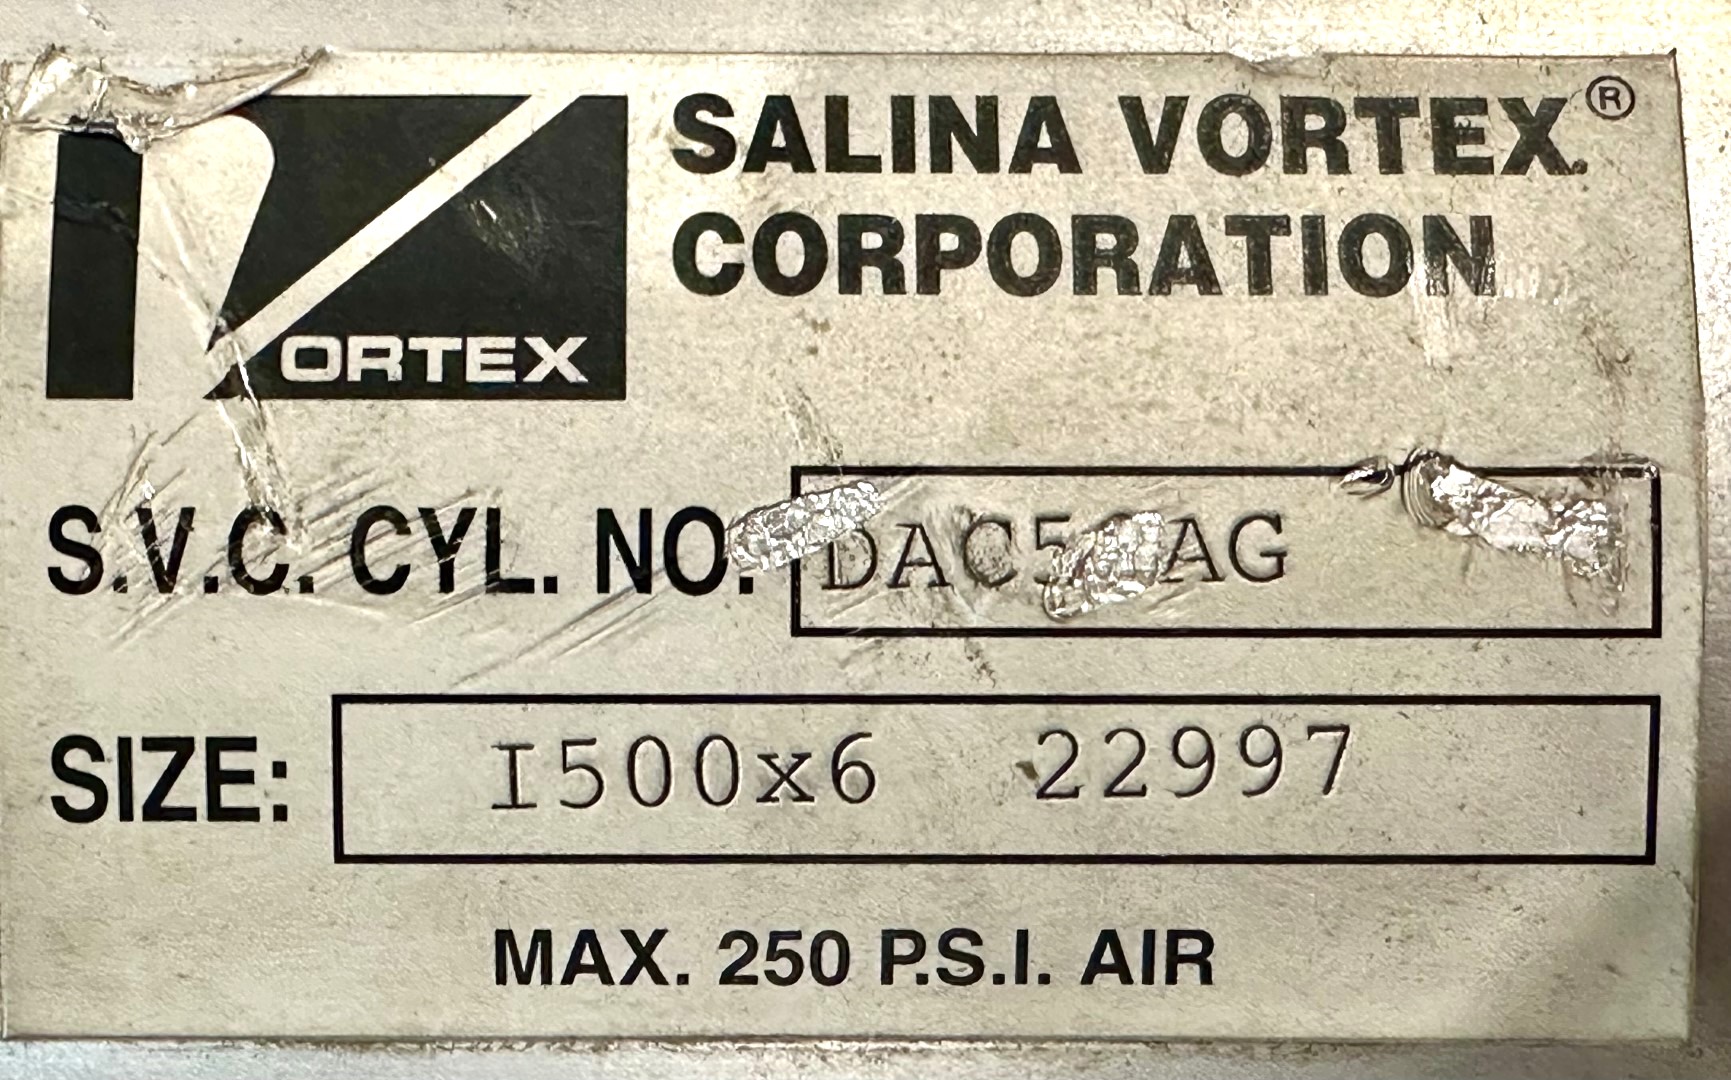 SALINA VORTEX®
CORPORATION
VORTEX
S.V.C. CYL. NO.
SIZE: I500x6 22997
MAX. 250 P.S.I. AIR